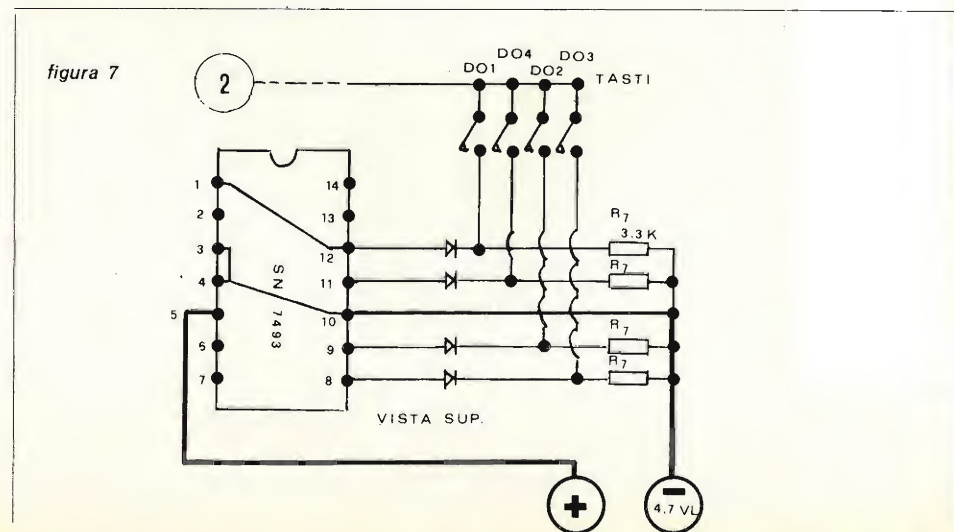 figura 7
2
DO1
DO4
DO2
DO3
TASTI
1
2
3
4
5
6
7
14
13
12
11
10
9
8
SN 7493
R7
3.3 K
R7
R7
R7
VISTA SUP.
+
−
4.7 VL